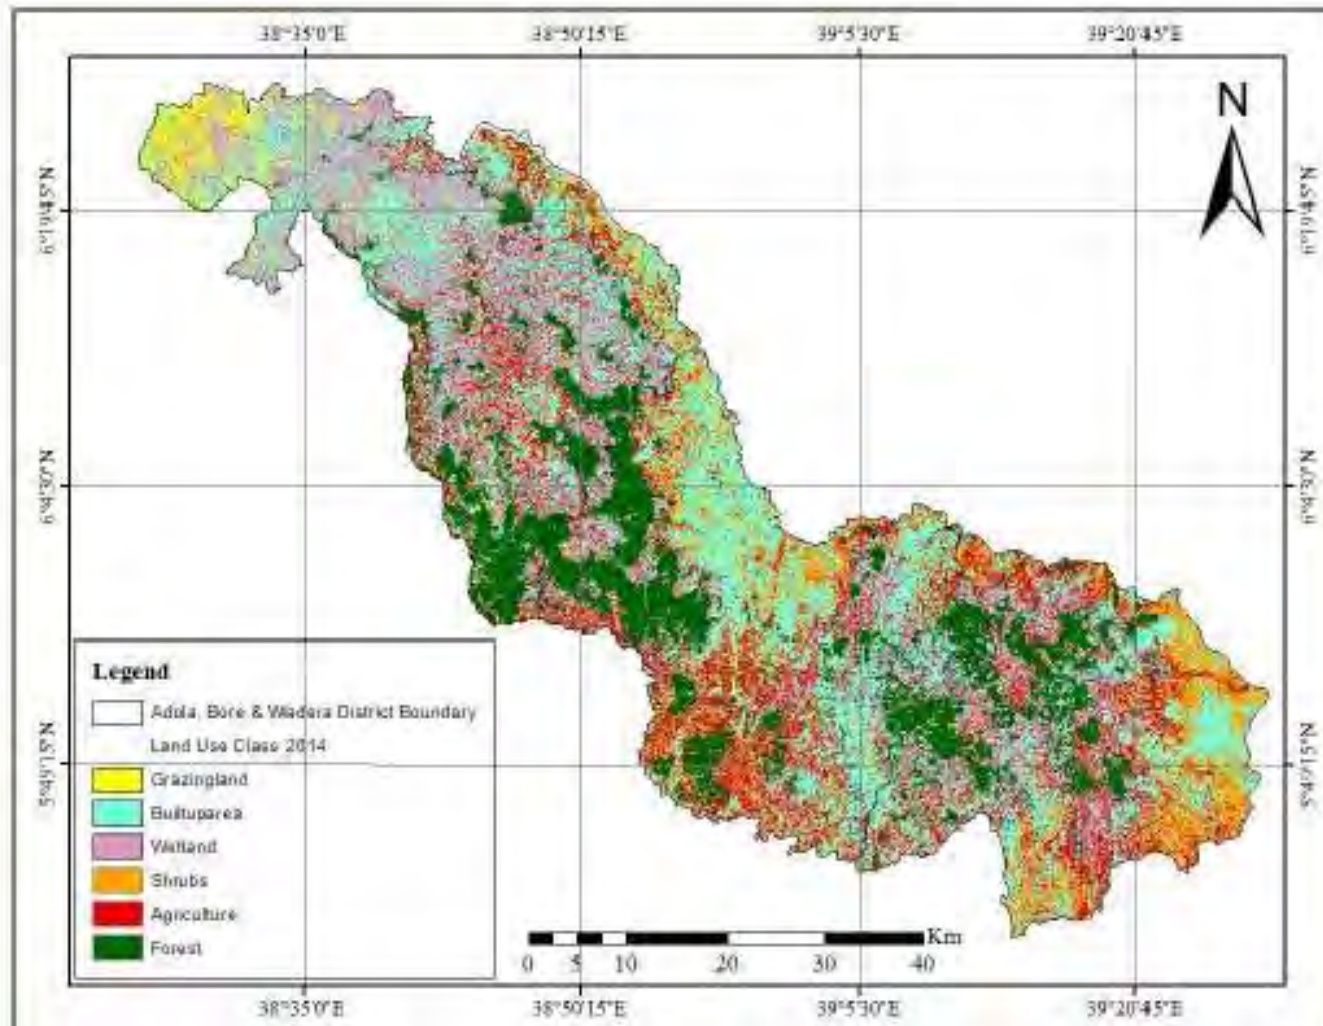 38°35'0"E 38°50'15"E 39°5'30"E 39°20'45"E
N
Legend
Adola, Bore & Wadera District Boundary
Land Use Class 2014
Grazingland
Builtuparea
Wetland
Shrubs
Agriculture
Forest
Km
0 5 10 20 30 40
38°35'0"E 38°50'15"E 39°5'30"E 39°20'45"E